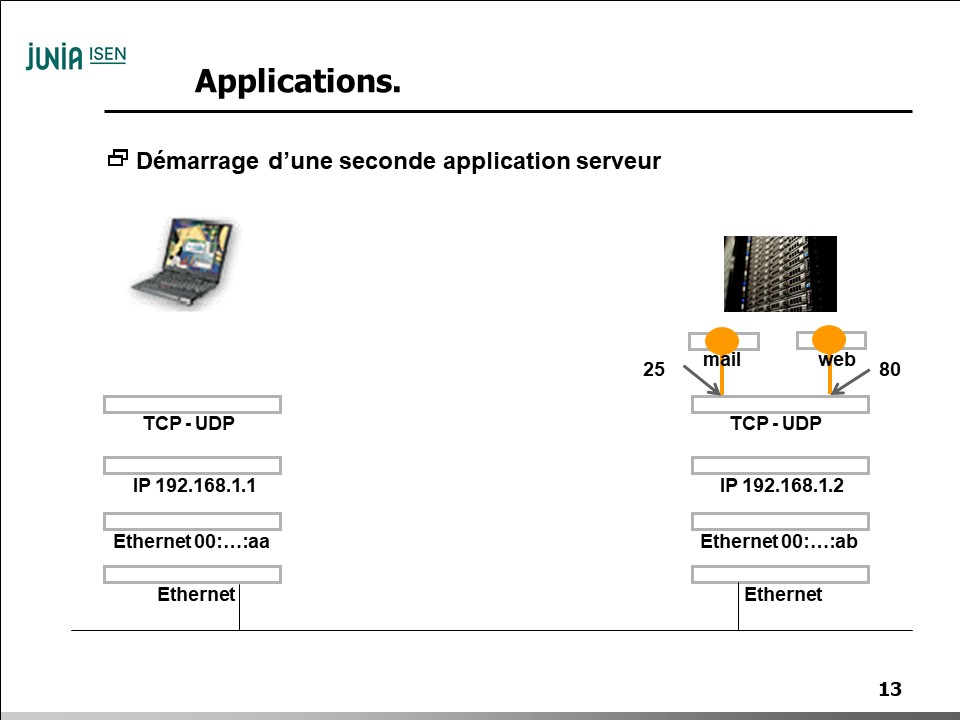 JUNIA ISEN
Applications.
Démarrage d’une seconde application serveur
mail
web
25
80
TCP - UDP
TCP - UDP
IP 192.168.1.1
IP 192.168.1.2
Ethernet 00:…:aa
Ethernet 00:…:ab
Ethernet
Ethernet
13